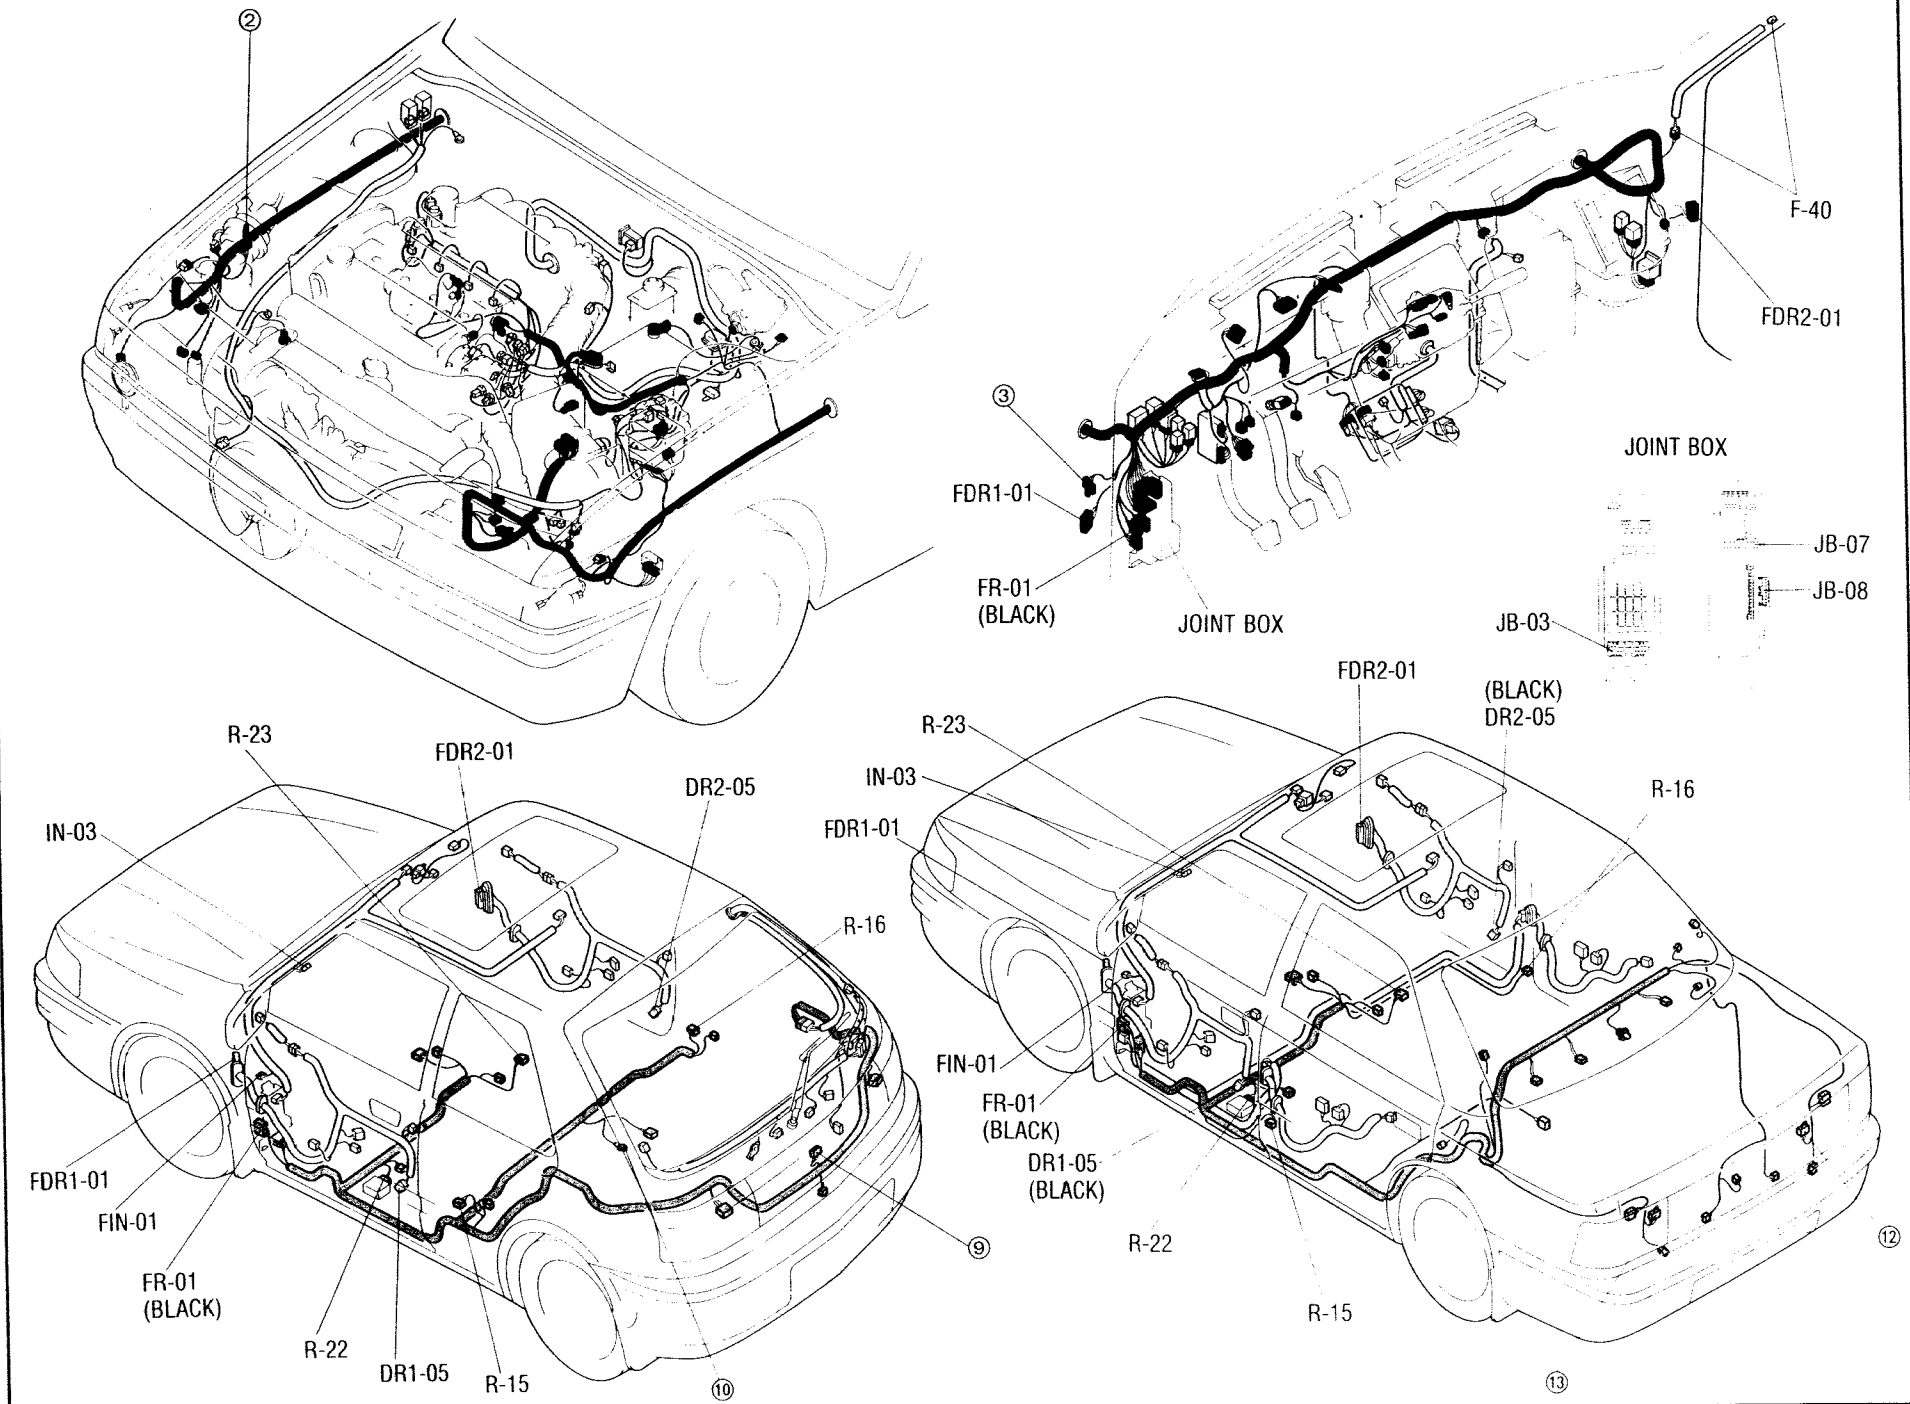 ②
F-40
FDR2-01
③
JOINT BOX
FDR1-01
JB-07
FR-01
(BLACK)
JB-08
JOINT BOX
JB-03
R-23
FDR2-01
IN-03
DR2-05
R-16
FDR1-01
FIN-01
FR-01
(BLACK)
R-22
DR1-05
R-15
⑨
⑩
FDR2-01
(BLACK)
DR2-05
R-23
IN-03
R-16
FDR1-01
FIN-01
FR-01
(BLACK)
DR1-05
(BLACK)
R-22
R-15
⑫
⑬